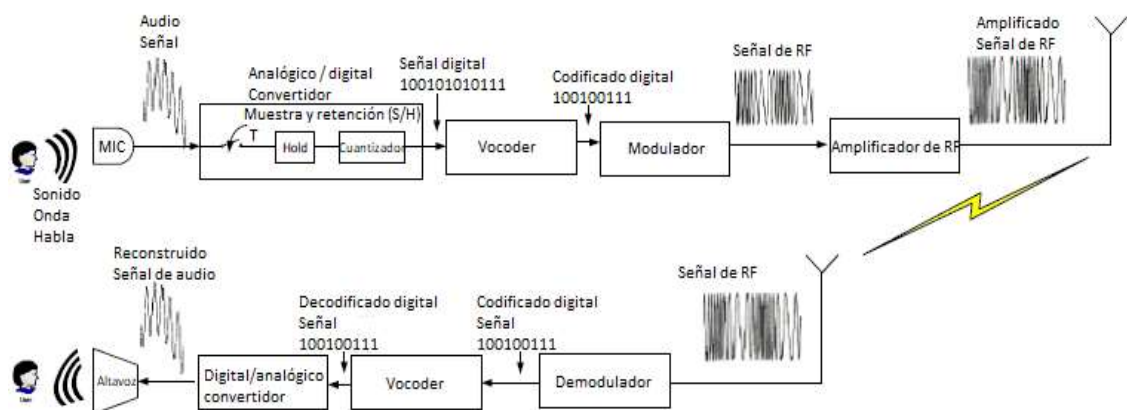 Audio
Señal
Analógico / digital
Convertidor
Muestra y retención (S/H)
T
Hold
Cuantizador
MIC
User
Sonido
Onda
Habla
Señal digital
100101010111
Vocoder
Codificado digital
100100111
Modulador
Señal de RF
Amplificador de RF
Amplificado
Señal de RF
Señal de RF
Demodulador
Codificado digital
Señal
100100111
Vocoder
Decodificado digital
Señal
100100111
Digital/analógico
convertidor
Reconstruido
Señal de audio
Altavoz
User